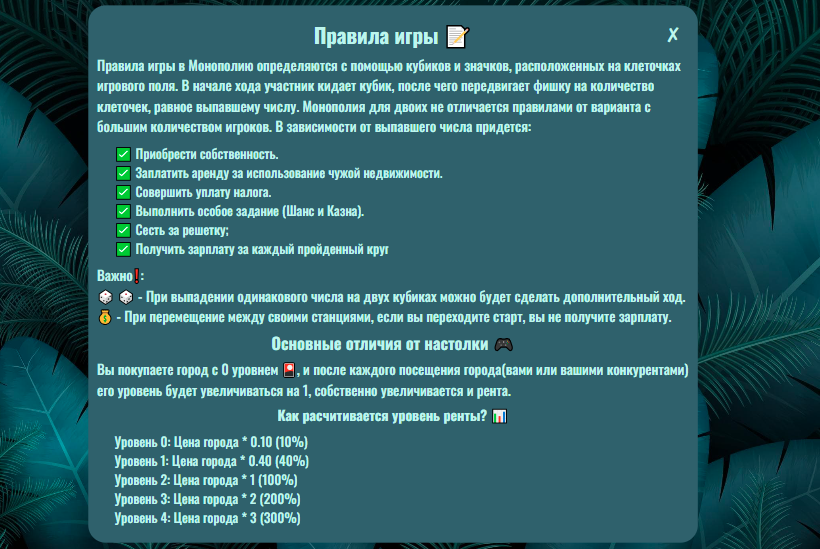 Правила игры 📝
X
Правила игры в Монополию определяются с помощью кубиков и значков, расположенных на клеточках
игрового поля. В начале хода участник кидает кубик, после чего передвигает фишку на количество
клеточек, равное выпавшему числу. Монополия для двоих не отличается правилами от варианта с
большим количеством игроков. В зависимости от выпавшего числа придется:
✅ Приобрести собственность.
✅ Заплатить аренду за использование чужой недвижимости.
✅ Совершить уплату налога.
✅ Выполнить особое задание (Шанс и Казна).
✅ Сесть за решетку;
✅ Получить зарплату за каждый пройденный круг
Важно❗:
🎲 🎲 - При выпадении одинакового числа на двух кубиках можно будет сделать дополнительный ход.
💰 - При перемещение между своими станциями, если вы переходите старт, вы не получите зарплату.
Основные отличия от настолки 🎮
Вы покупаете город с 0 уровнем 🎴, и после каждого посещения города(вами или вашими конкурентами)
его уровень будет увеличиваться на 1, собственно увеличивается и рента.
Как расчитивается уровень ренты? 📊
Уровень 0: Цена города * 0.10 (10%)
Уровень 1: Цена города * 0.40 (40%)
Уровень 2: Цена города * 1 (100%)
Уровень 3: Цена города * 2 (200%)
Уровень 4: Цена города * 3 (300%)